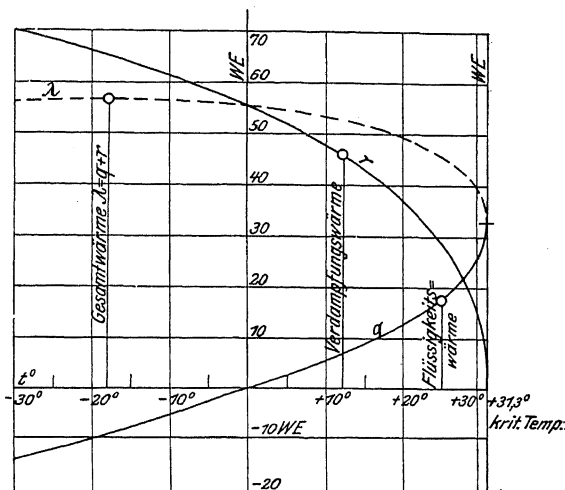 70
WE
60
WE
λ
50
r
40
30
20
q
10
Gesamtwärme λ=q+r
Verdampfungswärme
Flüssigkeits=
wärme
t°
-30°
-20°
-10°
+10°
+20°
+30°
+31,3°
krit. Temp.
-10 WE
-20